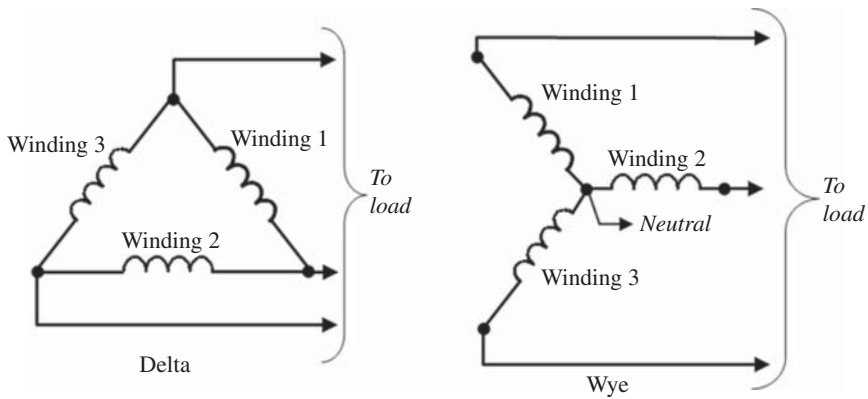 Winding 3
Winding 1
Winding 2
To
load
Delta
Winding 1
Winding 2
Neutral
Winding 3
To
load
Wye